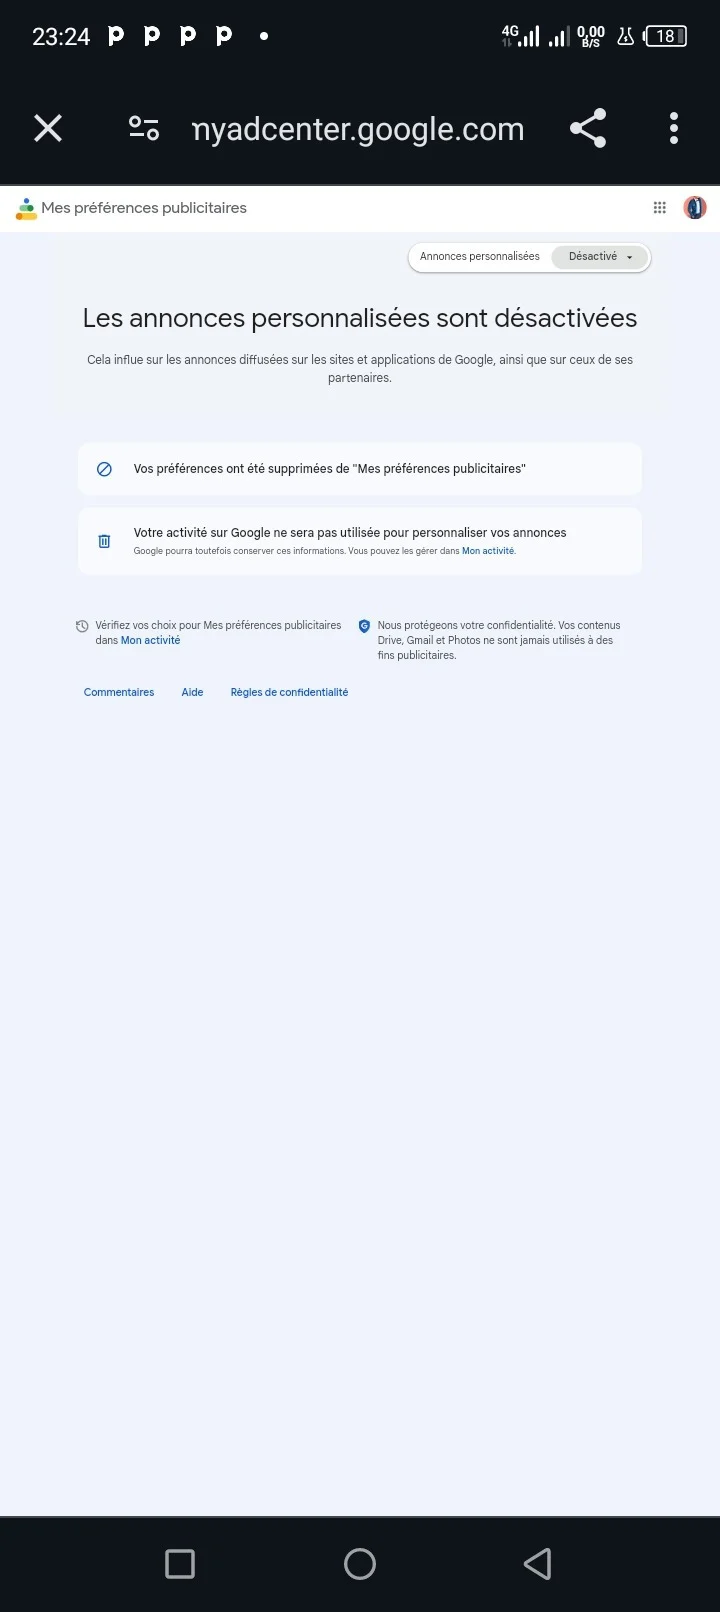 23:24
4G
0,00
B/S
18
myadcenter.google.com
Mes préférences publicitaires
Annonces personnalisées Désactivé
Les annonces personnalisées sont désactivées
Cela influe sur les annonces diffusées sur les sites et applications de Google, ainsi que sur ceux de ses
partenaires.
Vos préférences ont été supprimées de "Mes préférences publicitaires"
Votre activité sur Google ne sera pas utilisée pour personnaliser vos annonces
Google pourra toutefois conserver ces informations. Vous pouvez les gérer dans Mon activité.
Vérifiez vos choix pour Mes préférences publicitaires
dans Mon activité
Nous protégeons votre confidentialité. Vos contenus
Drive, Gmail et Photos ne sont jamais utilisés à des
fins publicitaires.
Commentaires Aide Règles de confidentialité